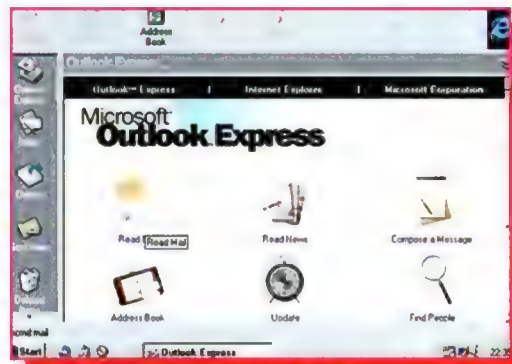 Address
Book
Outlook Express
Outlook™ Express | Internet Explorer | Microsoft Corporation
Microsoft
Outlook Express
Read
Read Mail
Read News
Compose a Message
Address Book
Update
Find People
Start
Outlook Express